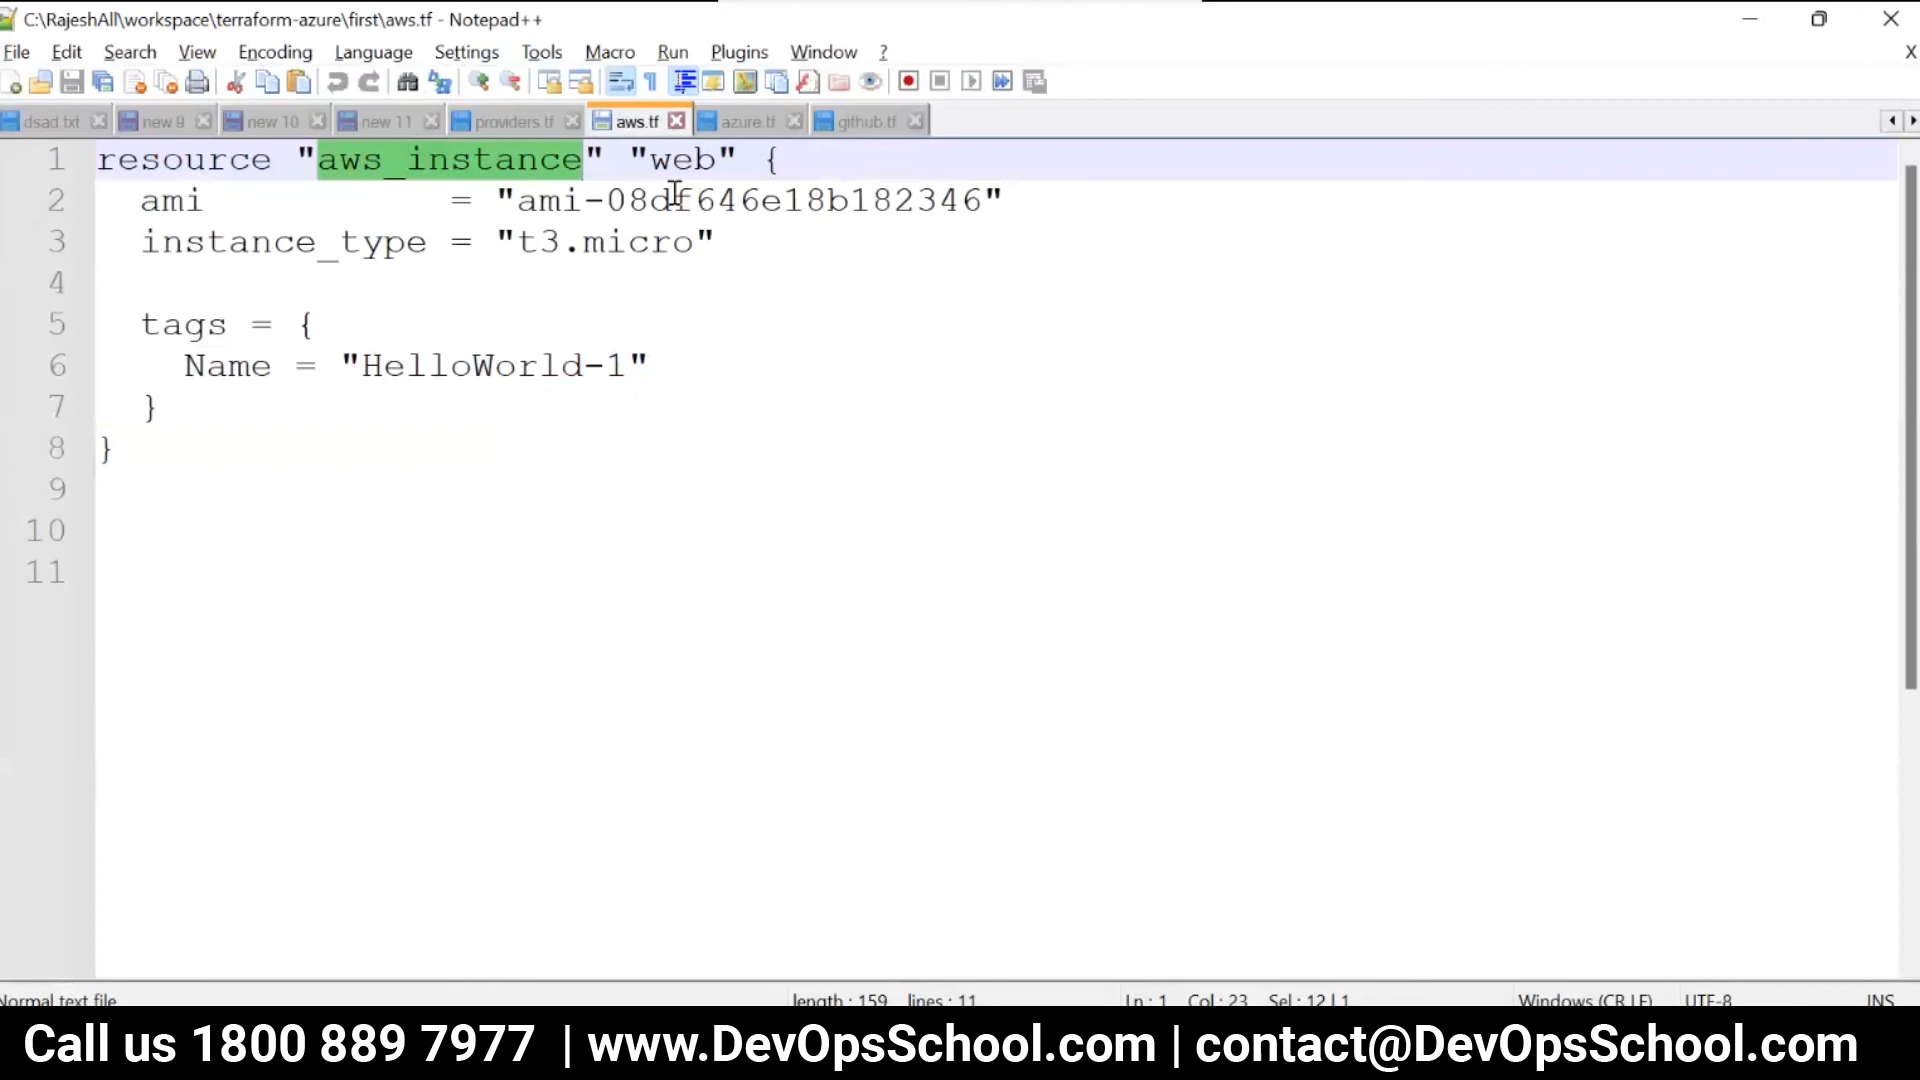 C:\RajeshAll\workspace\terraform-azure\first\aws.tf - Notepad++
File Edit Search View Encoding Language Settings Tools Macro Run Plugins Window ? X
dsad txt new 9 new 10 new 11 providers.tf aws.tf azure.tf github.tf
1 resource "aws_instance" "web" {
2 ami = "ami-08df646e18b182346"
3 instance_type = "t3.micro"
4
5 tags = {
6 Name = "HelloWorld-1"
7 }
8 }
9
10
11
Normal text file length : 159 lines : 11 Ln : 1 Col : 23 Sel : 12 | 1 Windows (CR LF) UTF-8 INS
Call us 1800 889 7977 | www.DevOpsSchool.com | contact@DevOpsSchool.com